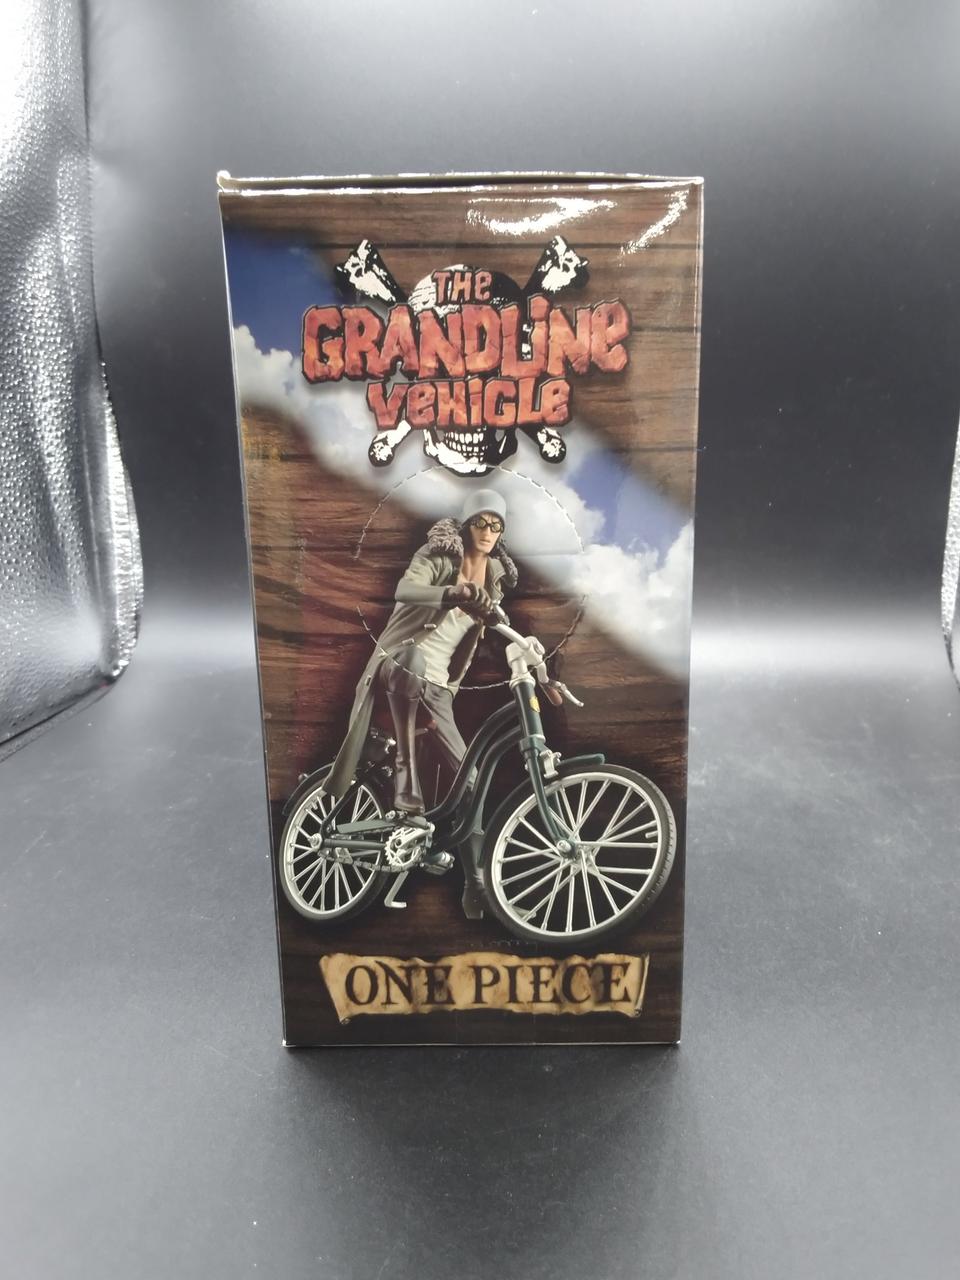 THE
GRANDLiNe
VeHiCLe
ONE PIECE